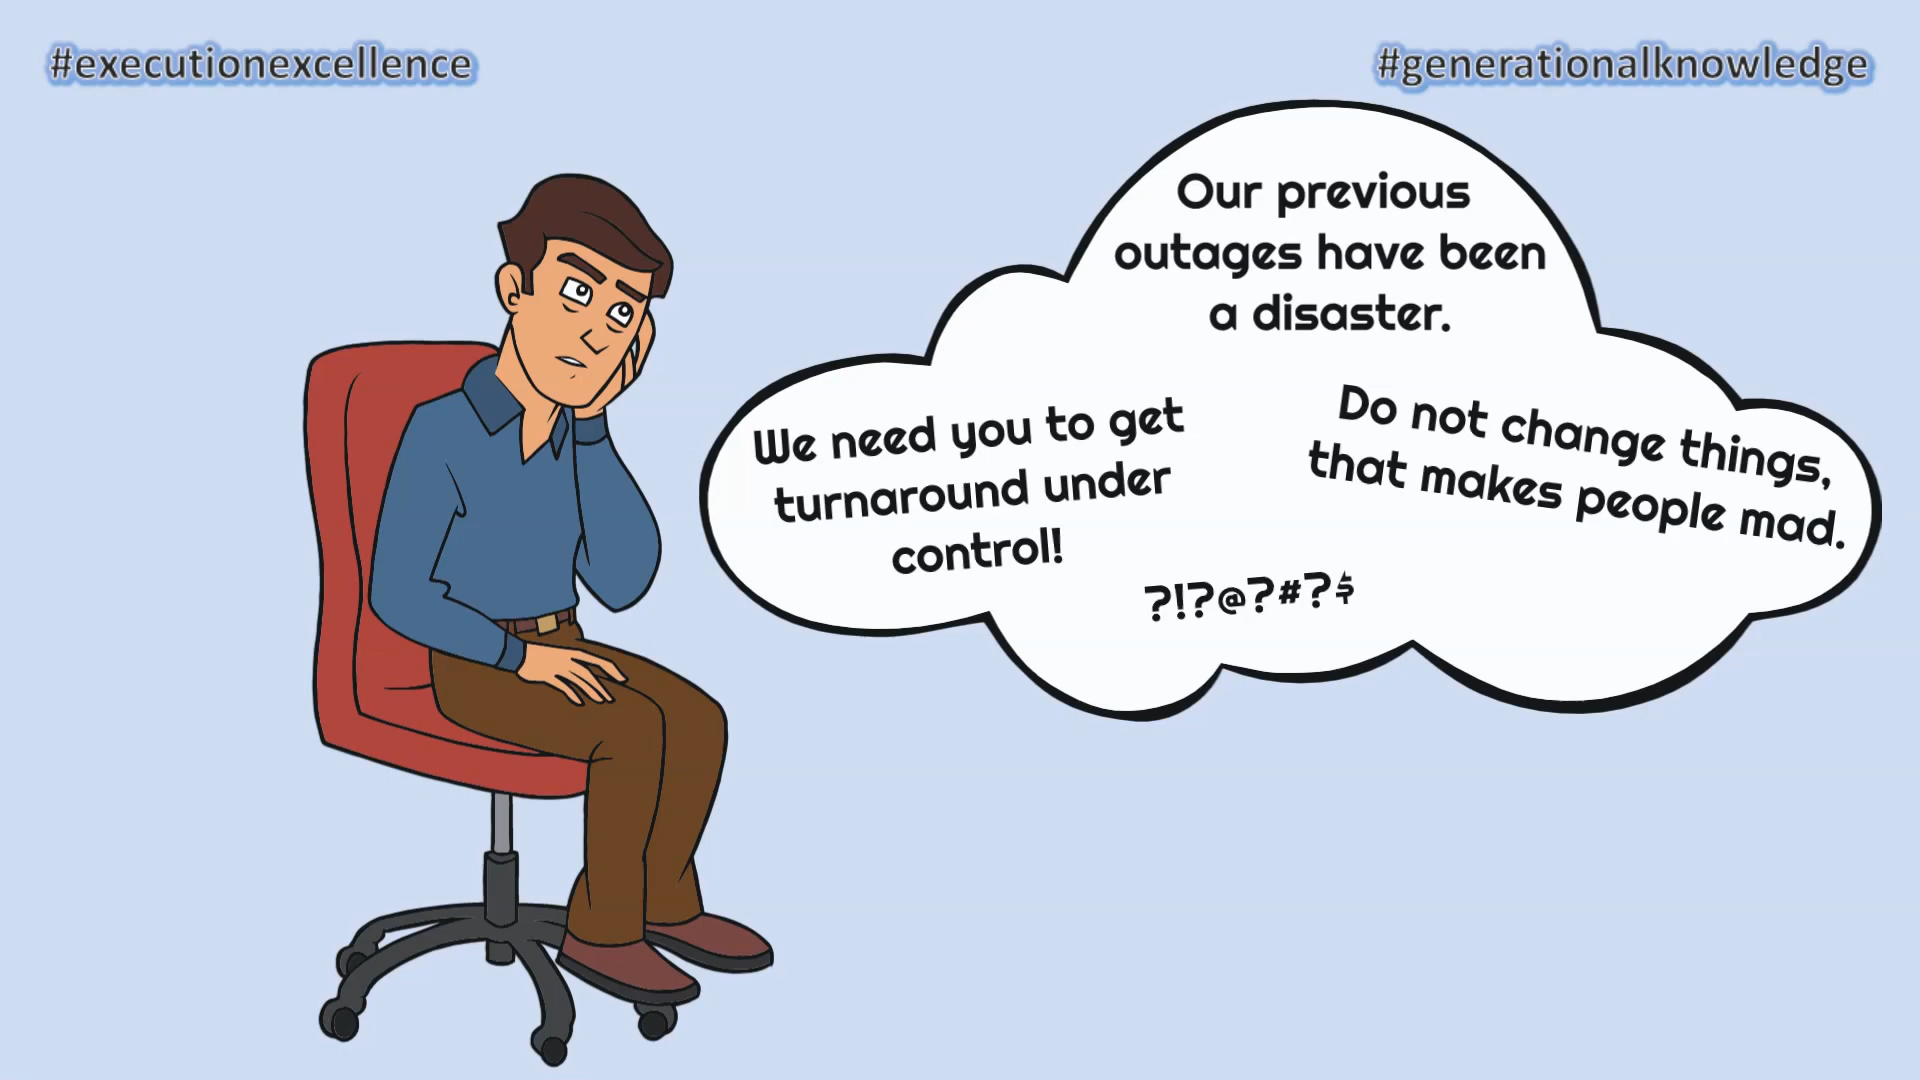 #executionexcellence
#generationalknowledge
Our previous
outages have been
a disaster.
We need you to get
turnaround under
control!
Do not change things,
that makes people mad.
?!?@?#?$